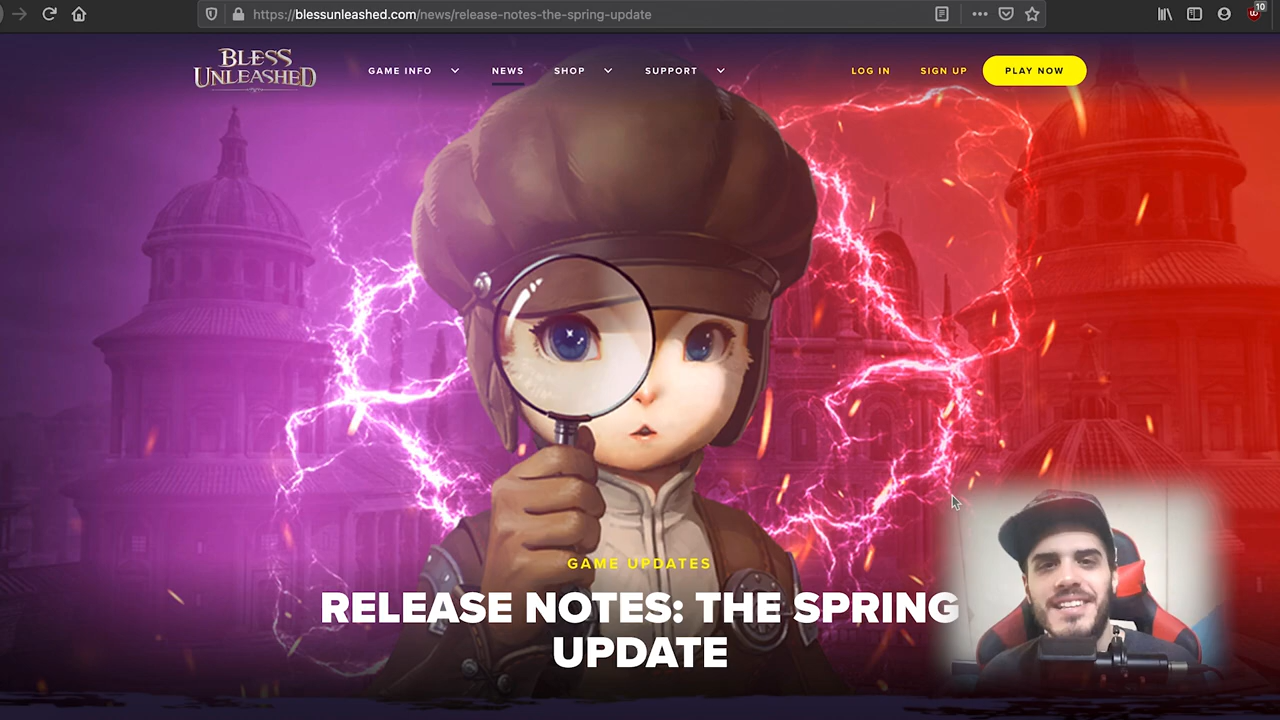 https://blessunleashed.com/news/release-notes-the-spring-update
10
BLESS
UNLEASHED
GAME INFO
NEWS
SHOP
SUPPORT
LOG IN
SIGN UP
PLAY NOW
GAME UPDATES
RELEASE NOTES: THE SPRING
UPDATE